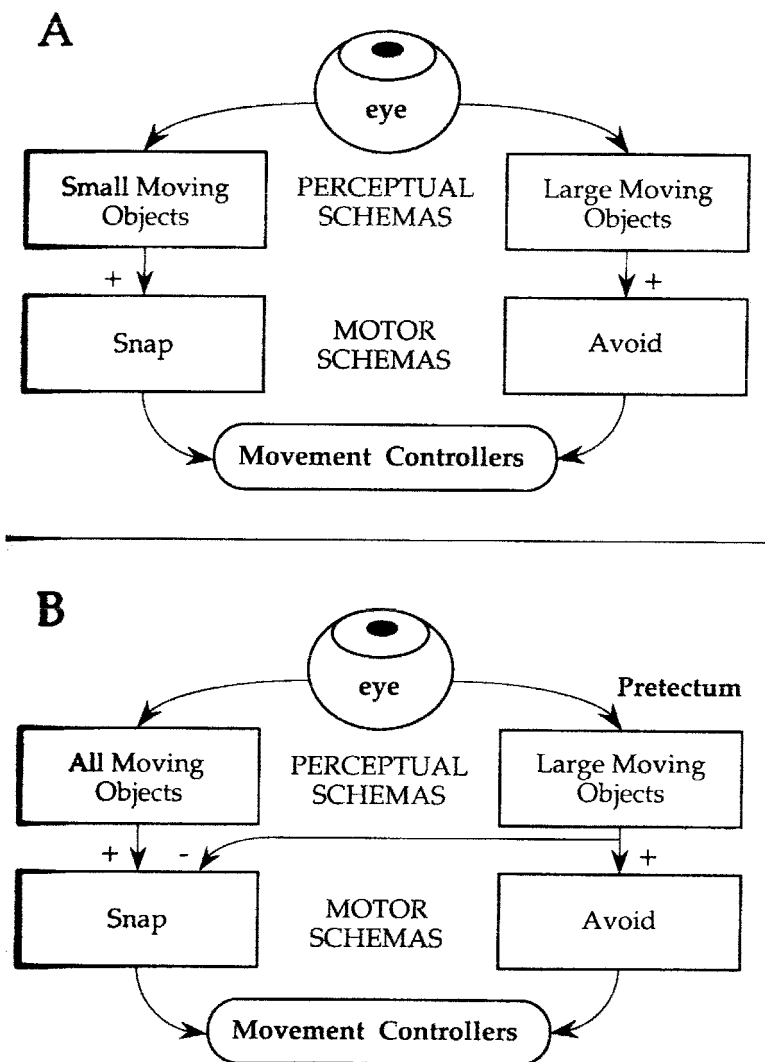 A
eye
Small Moving
Objects
PERCEPTUAL
SCHEMAS
Large Moving
Objects
+
+
Snap
MOTOR
SCHEMAS
Avoid
Movement Controllers
B
eye
Pretectum
All Moving
Objects
PERCEPTUAL
SCHEMAS
Large Moving
Objects
+
-
+
Snap
MOTOR
SCHEMAS
Avoid
Movement Controllers